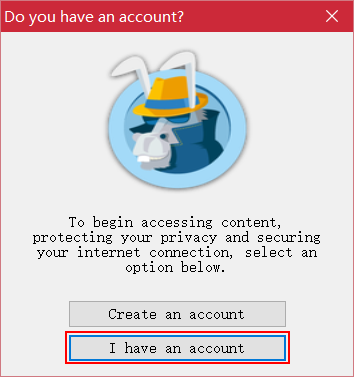 Do you have an account?
To begin accessing content,
protecting your privacy and securing
your internet connection, select an
option below.
Create an account
I have an account